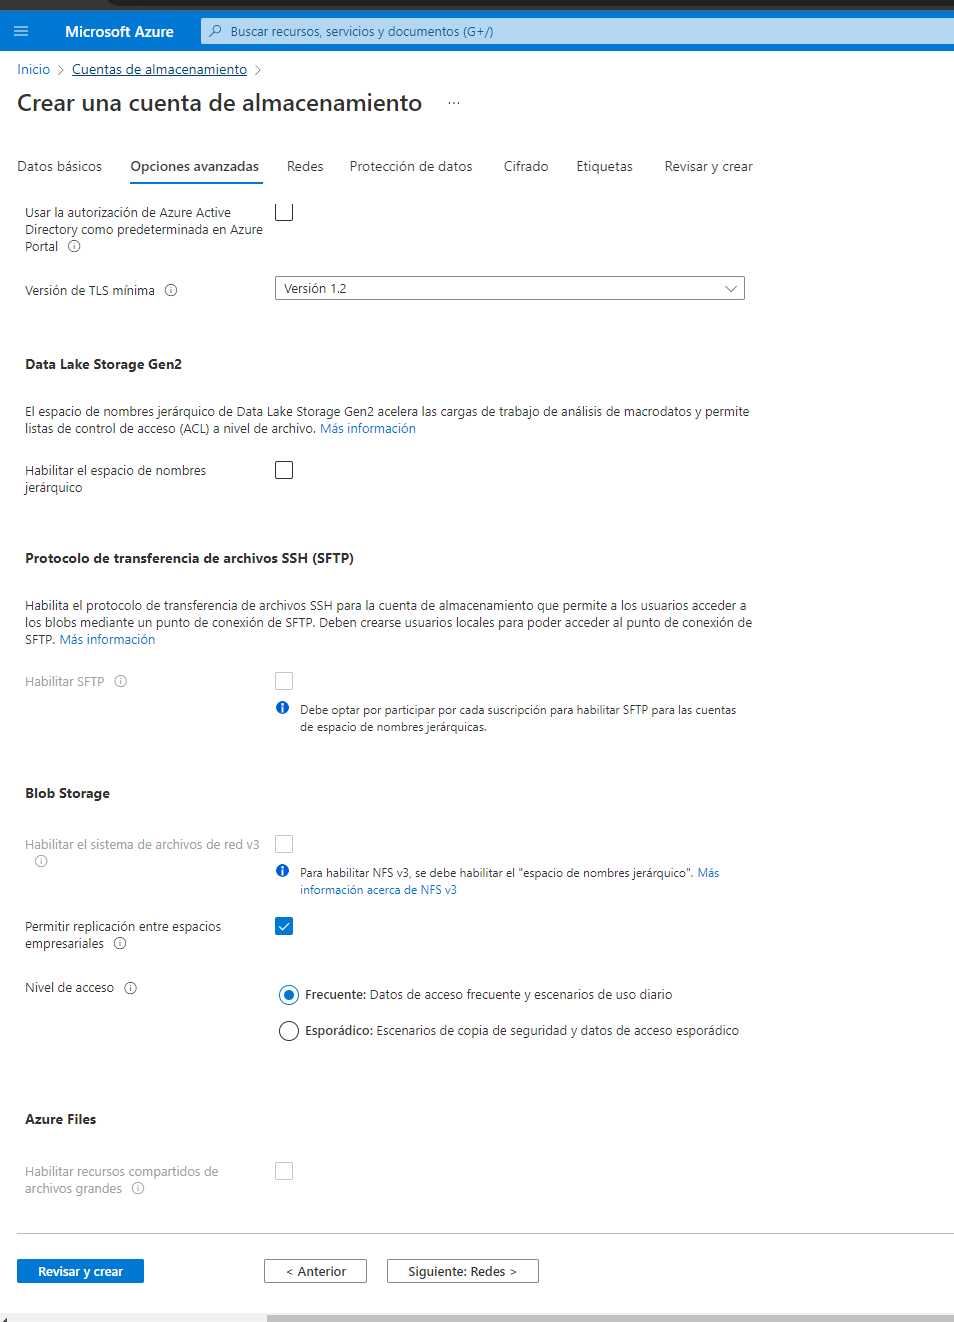 Microsoft Azure
Buscar recursos, servicios y documentos (G+/)
Inicio > Cuentas de almacenamiento >
Crear una cuenta de almacenamiento ...
Datos básicos Opciones avanzadas Redes Protección de datos Cifrado Etiquetas Revisar y crear
Usar la autorización de Azure Active
Directory como predeterminada en Azure
Portal
Versión de TLS mínima
Versión 1.2
Data Lake Storage Gen2
El espacio de nombres jerárquico de Data Lake Storage Gen2 acelera las cargas de trabajo de análisis de macrodatos y permite
listas de control de acceso (ACL) a nivel de archivo. Más información
Habilitar el espacio de nombres
jerárquico
Protocolo de transferencia de archivos SSH (SFTP)
Habilita el protocolo de transferencia de archivos SSH para la cuenta de almacenamiento que permite a los usuarios acceder a
los blobs mediante un punto de conexión de SFTP. Deben crearse usuarios locales para poder acceder al punto de conexión de
SFTP. Más información
Habilitar SFTP
Debe optar por participar por cada suscripción para habilitar SFTP para las cuentas
de espacio de nombres jerárquicas.
Blob Storage
Habilitar el sistema de archivos de red v3
Para habilitar NFS v3, se debe habilitar el "espacio de nombres jerárquico". Más
información acerca de NFS v3
Permitir replicación entre espacios
empresariales
Nivel de acceso
Frecuente: Datos de acceso frecuente y escenarios de uso diario
Esporádico: Escenarios de copia de seguridad y datos de acceso esporádico
Azure Files
Habilitar recursos compartidos de
archivos grandes
Revisar y crear
< Anterior
Siguiente: Redes >